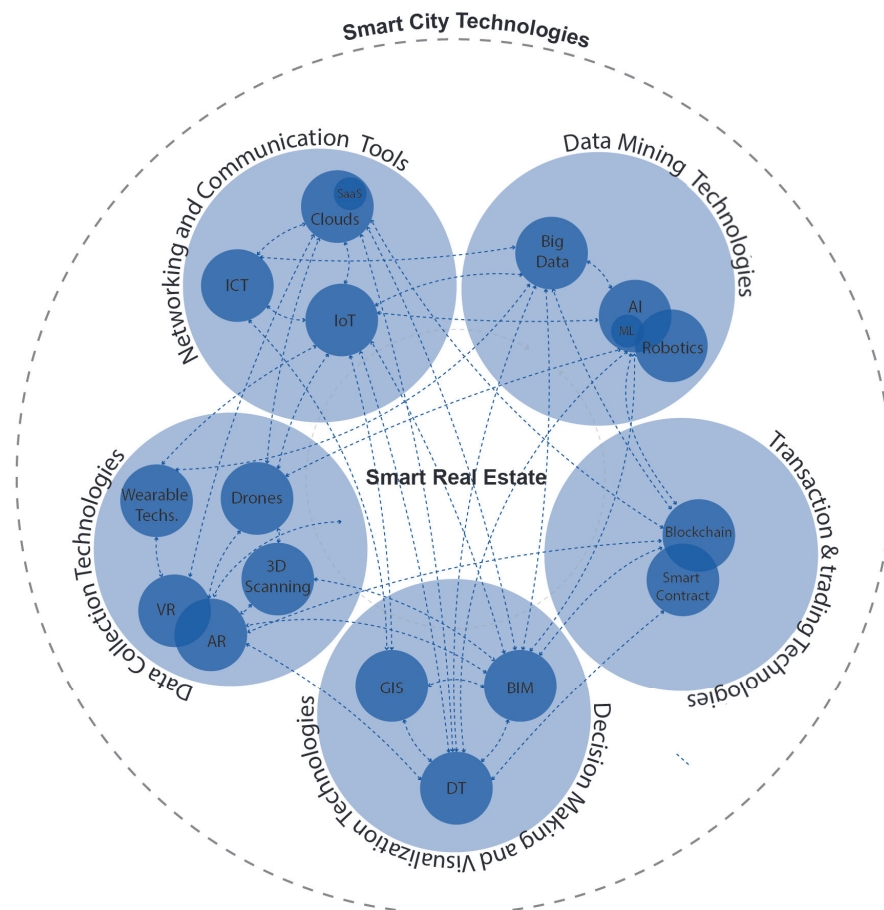 Smart City Technologies
Networking and Communication Tools
SaaS
Clouds
ICT
IoT
Data Mining Technologies
Big
Data
AI
ML
Robotics
Smart Real Estate
Data Collection Technologies
Wearable
Techs.
Drones
3D
Scanning
VR
AR
Transaction & trading Technologies
Blockchain
Smart
Contract
Decision Making and Visualization Technologies
GIS
BIM
DT